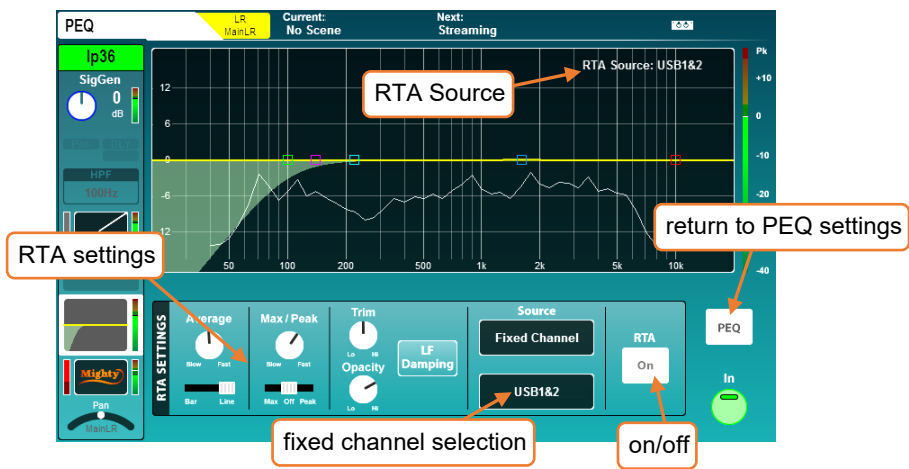 PEQ
LR
MainLR
Current:
No Scene
Next:
Streaming
Ip36
SigGen
0
dB
HPF
100Hz
Mighty
Pan
MainLR
RTA Source: USB1&2
RTA Source
12
6
0
-6
-12
50 100 200 500 1k 2k 5k 10k
Pk
+10
0
-10
-20
-40
return to PEQ settings
RTA settings
RTA SETTINGS
Average
Slow Fast
Bar Line
Max / Peak
Slow Fast
Max Off Peak
Trim
Lo Hi
Opacity
Lo Hi
LF
Damping
Source
Fixed Channel
USB1&2
RTA
On
PEQ
In
fixed channel selection
on/off